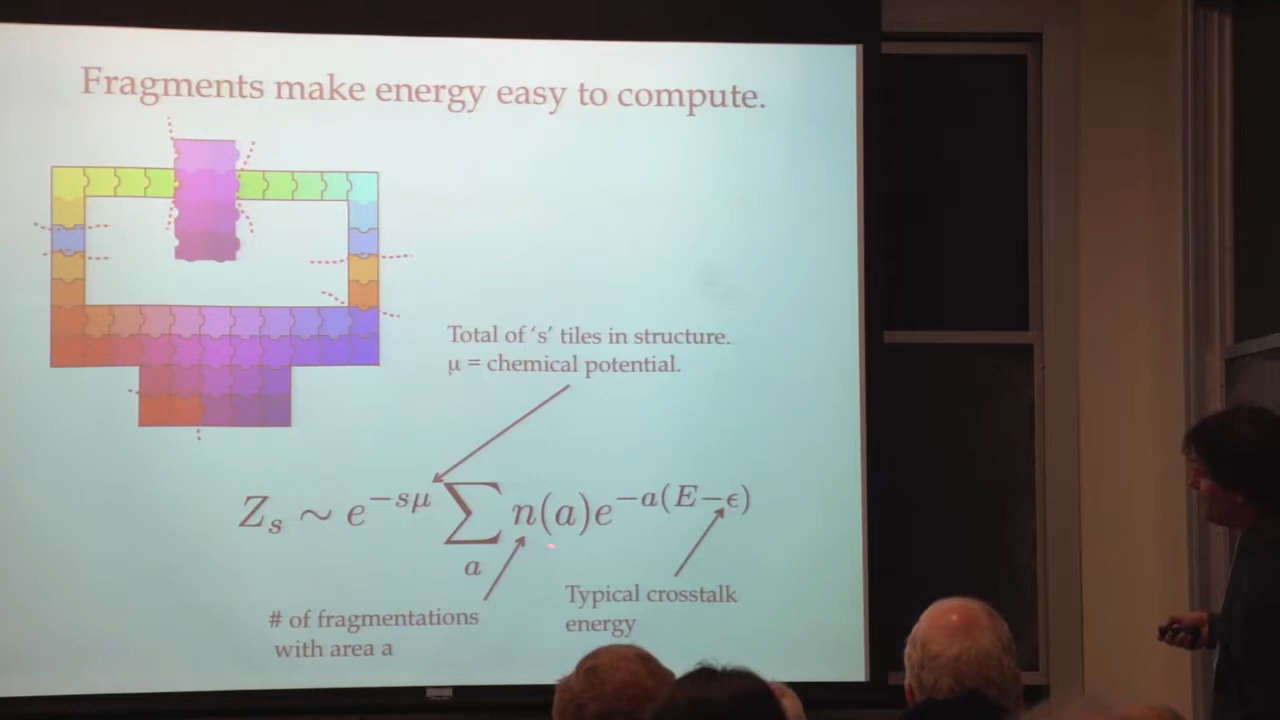 Fragments make energy easy to compute.
Total of 's' tiles in structure.
μ = chemical potential.
Z_s ∼ e^{−sμ} ∑_a n(a)e^{−a(E−ϵ)}
# of fragmentations
with area a
Typical crosstalk
energy